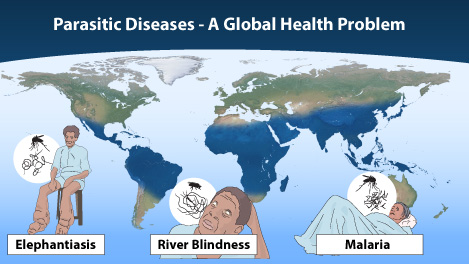 Parasitic Diseases - A Global Health Problem
Elephantiasis
River Blindness
Malaria